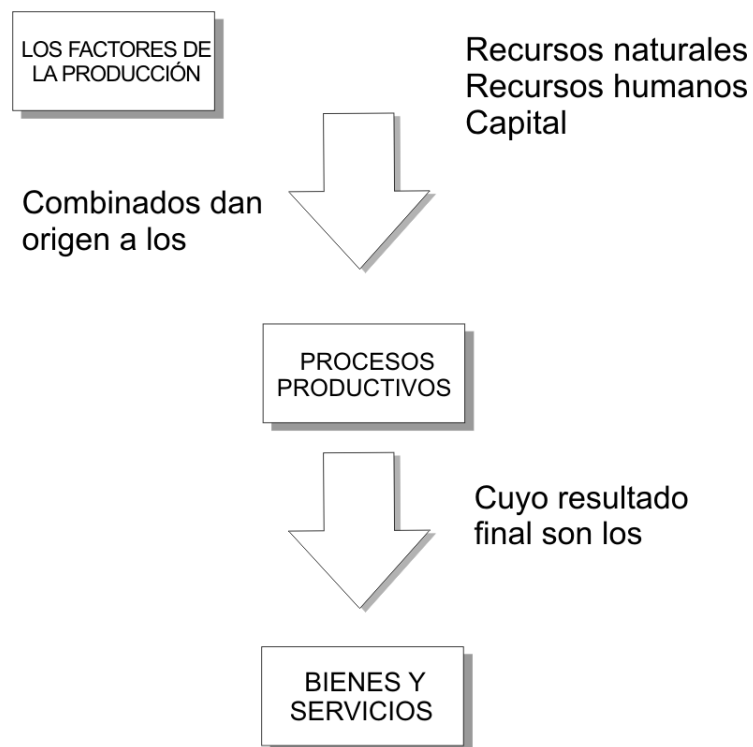 LOS FACTORES DE
LA PRODUCCIÓN
Recursos naturales
Recursos humanos
Capital
Combinados dan
origen a los
PROCESOS
PRODUCTIVOS
Cuyo resultado
final son los
BIENES Y
SERVICIOS